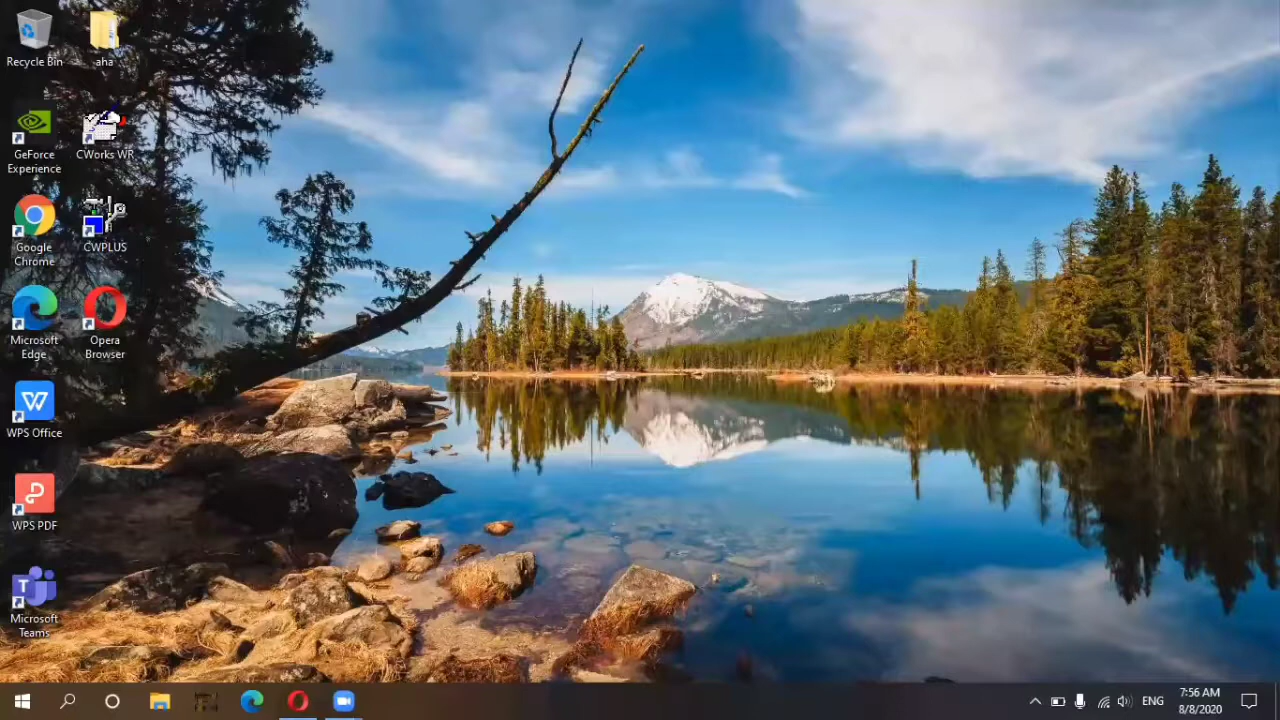 Recycle Bin
aha
GeForce
Experience
CWorks WR
Google
Chrome
CWPLUS
Microsoft
Edge
Opera
Browser
WPS Office
WPS PDF
Microsoft
Teams
ENG
7:56 AM
8/8/2020